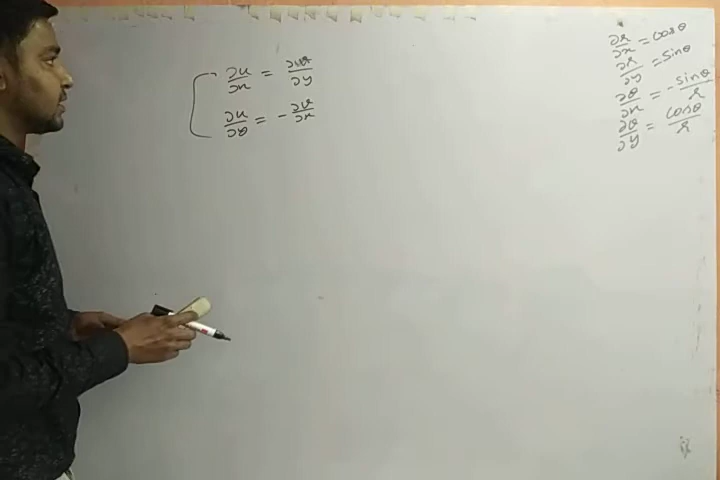 ∂u/∂x = ∂v/∂y
∂u/∂θ = - ∂v/∂x
∂r/∂x = cosθ
∂r/∂y = sinθ
∂θ/∂x = - sinθ/r
∂θ/∂y = cosθ/r